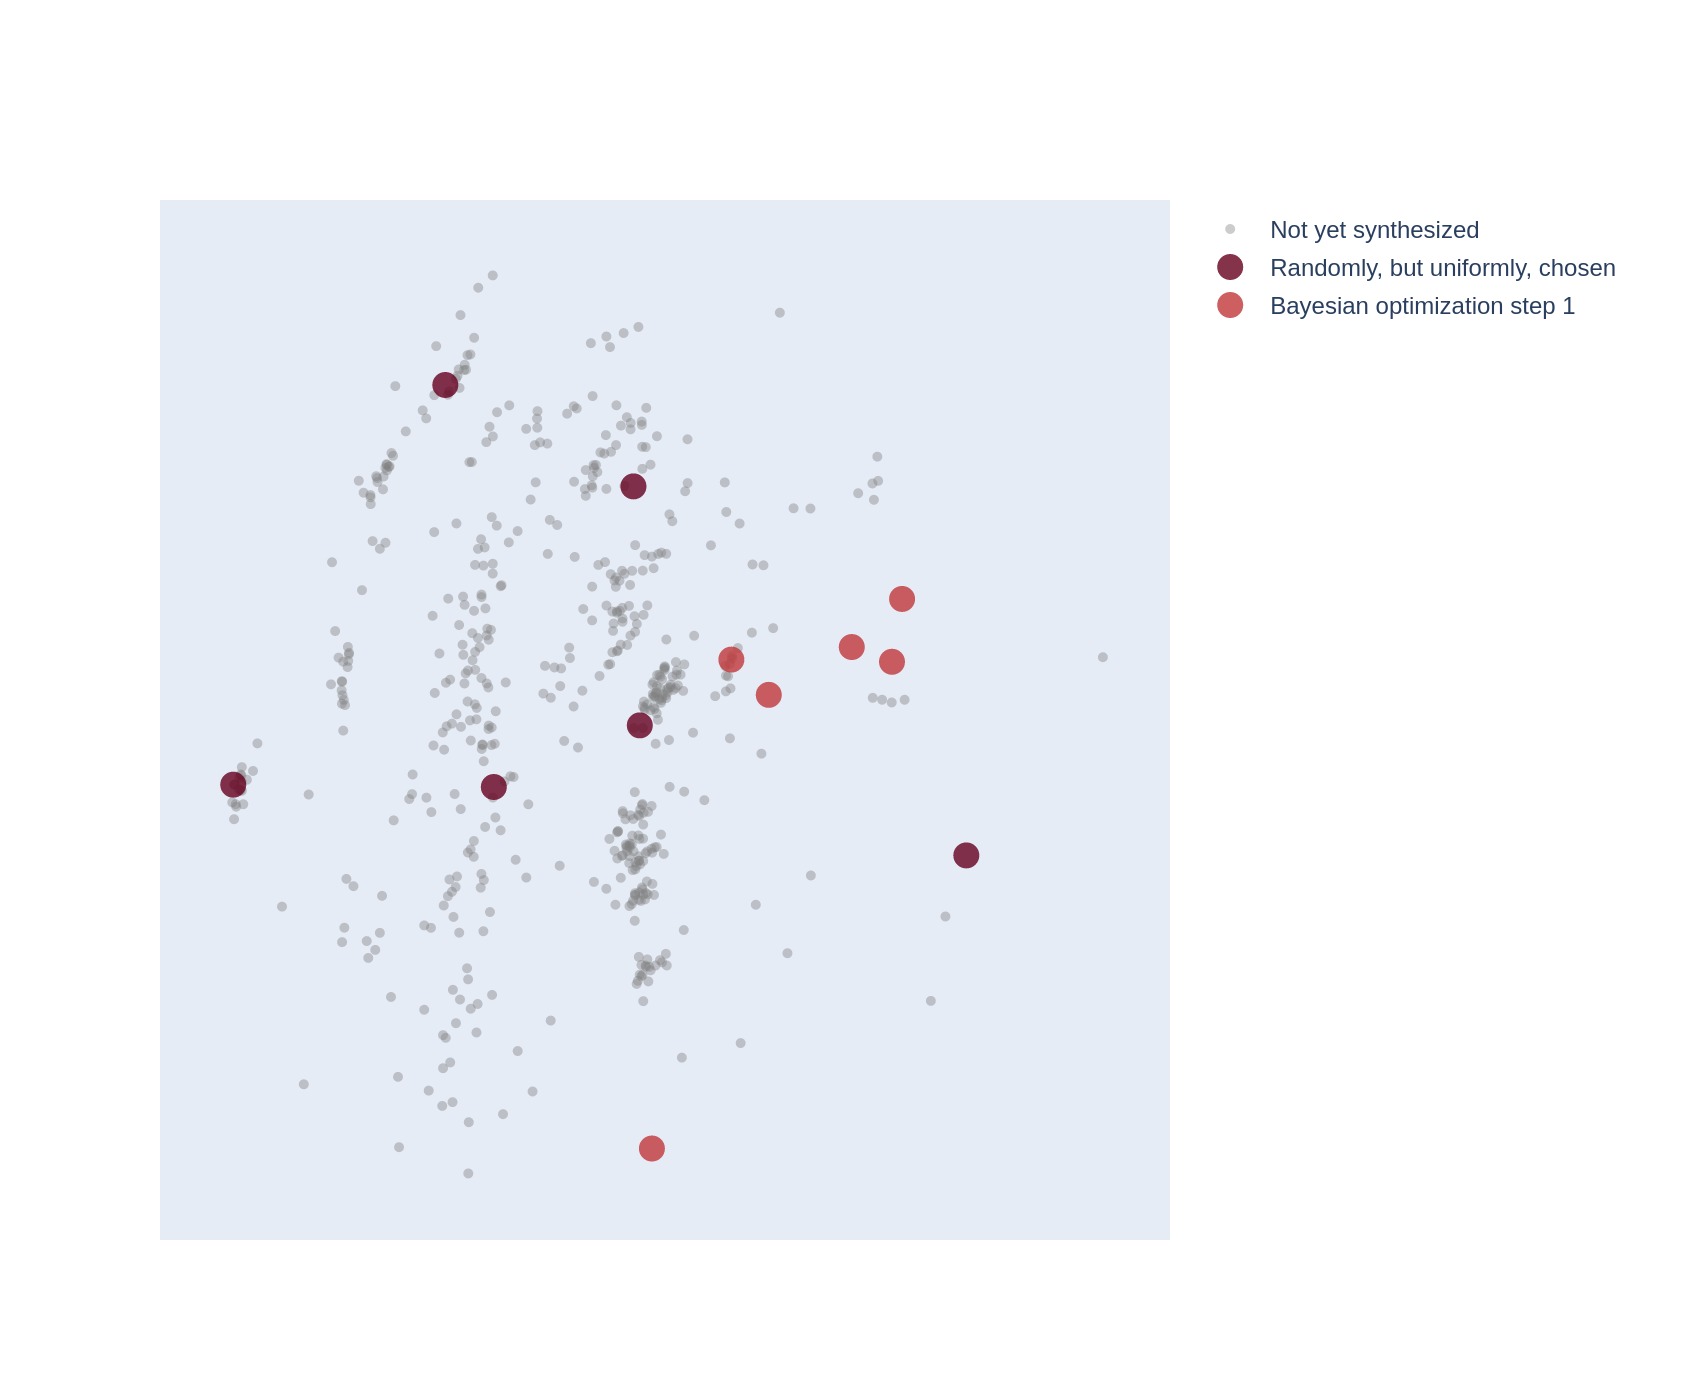 Not yet synthesized
Randomly, but uniformly, chosen
Bayesian optimization step 1